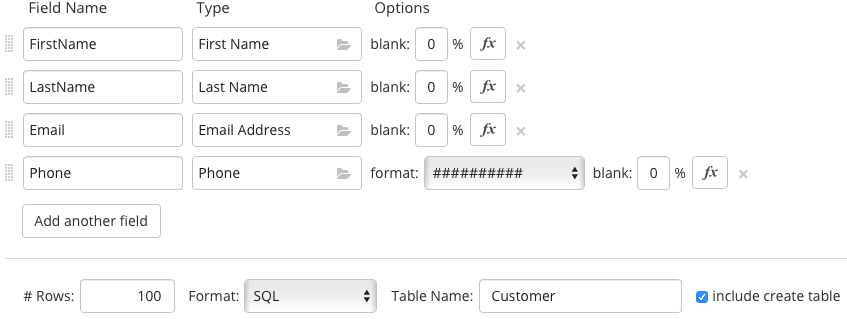 Field Name Type Options
FirstName First Name blank: 0 % fx ×
LastName Last Name blank: 0 % fx ×
Email Email Address blank: 0 % fx ×
Phone Phone format: ########## blank: 0 % fx ×
Add another field
# Rows: 100 Format: SQL Table Name: Customer include create table